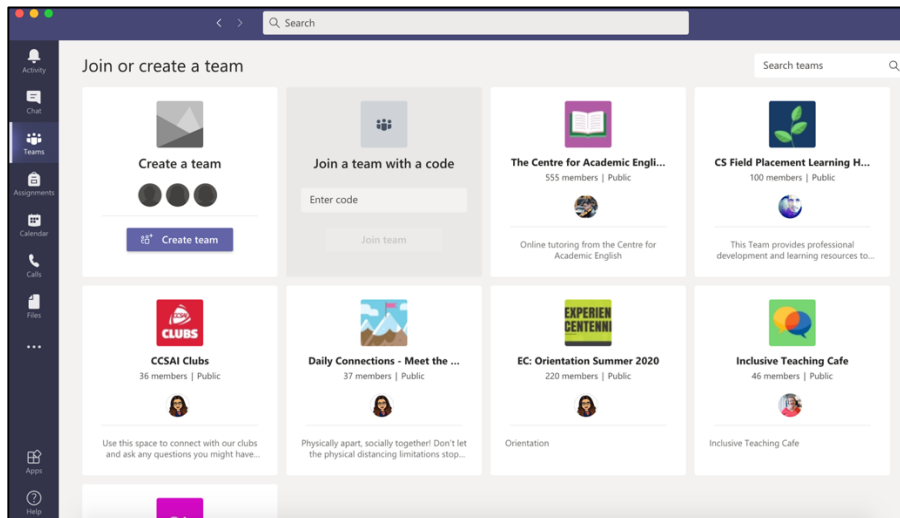 Search
Activity
Chat
Teams
Assignments
Calendar
Calls
Files
Apps
Help
Join or create a team
Search teams
Create a team
Create team
Join a team with a code
Enter code
Join team
The Centre for Academic Engli...
555 members | Public
Online tutoring from the Centre for
Academic English
CS Field Placement Learning H...
100 members | Public
This Team provides professional
development and learning resources to...
CLUBS
CCSAI Clubs
36 members | Public
Use this space to connect with our clubs
and ask any questions you might have...
Daily Connections - Meet the ...
37 members | Public
Physically apart, socially together! Don't let
the physical distancing limitations stop...
EXPERIEN
CENTENNI
EC: Orientation Summer 2020
220 members | Public
Orientation
Inclusive Teaching Cafe
46 members | Public
Inclusive Teaching Cafe